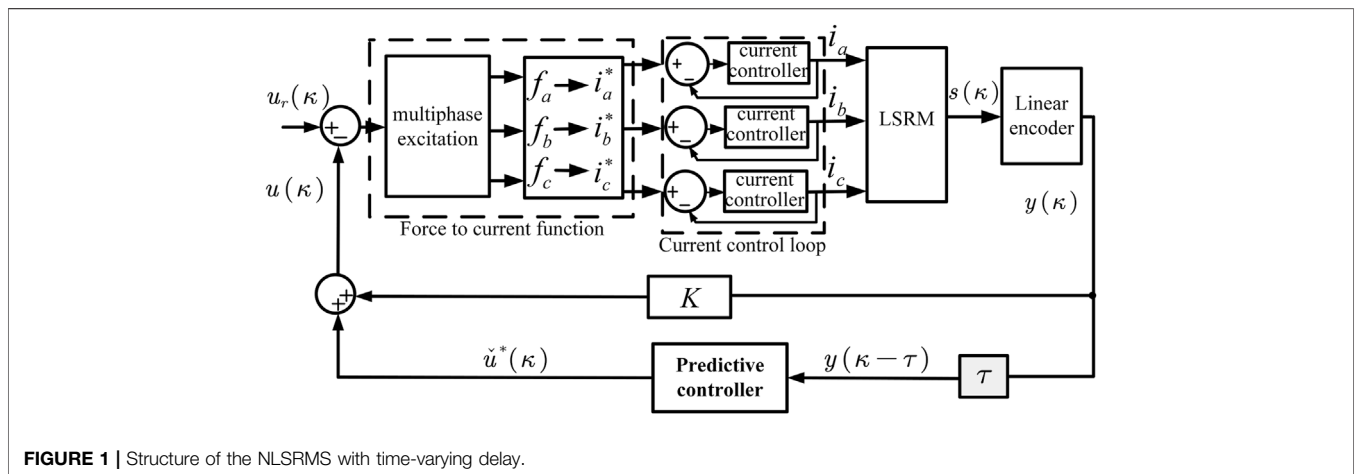 u_r(κ)
+
−
u(κ)
multiphase
excitation
f_a → i_a^*
f_b → i_b^*
f_c → i_c^*
Force to current function
+
−
current
controller
+
−
current
controller
+
−
current
controller
Current control loop
i_a
i_b
i_c
LSRM
s(κ)
Linear
encoder
y(κ)
+
+
K
ǔ^*(κ)
Predictive
controller
y(κ−τ)
τ
FIGURE 1 | Structure of the NLSRMS with time-varying delay.